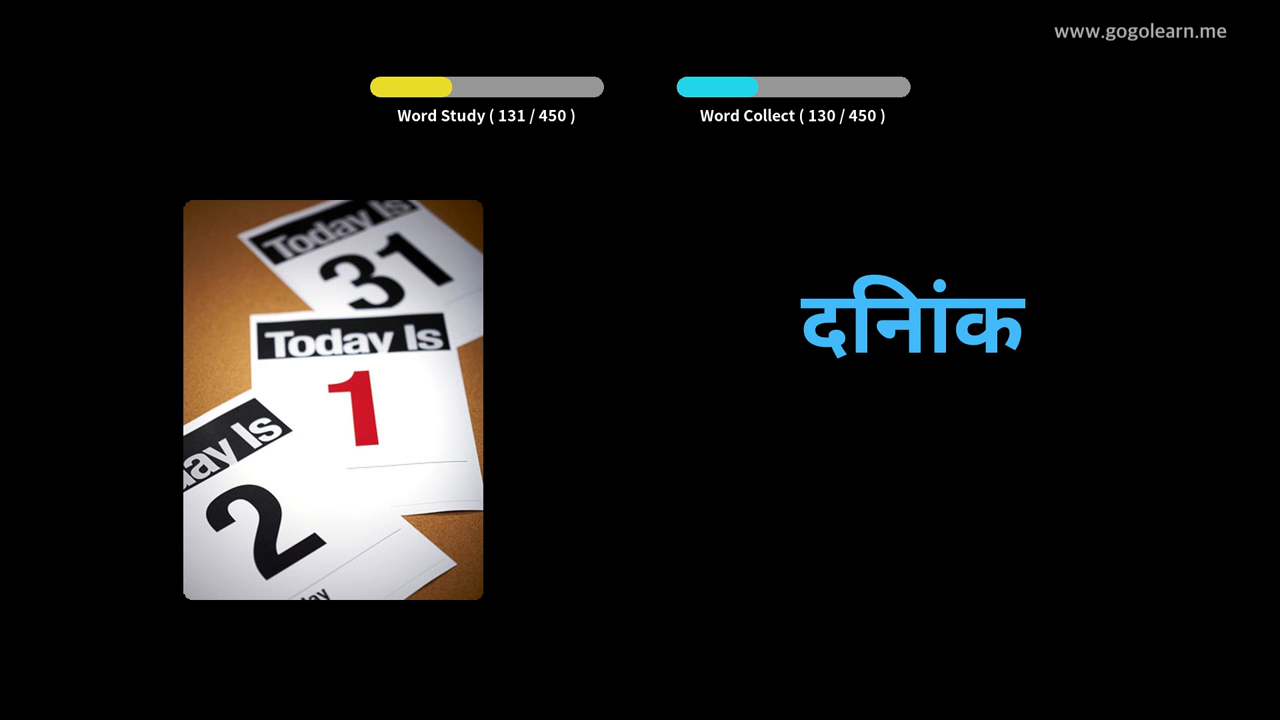 www.gogolearn.me
Word Study ( 131 / 450 )
Word Collect ( 130 / 450 )
Today Is
31
Today Is
1
day Is
2
दनिांक